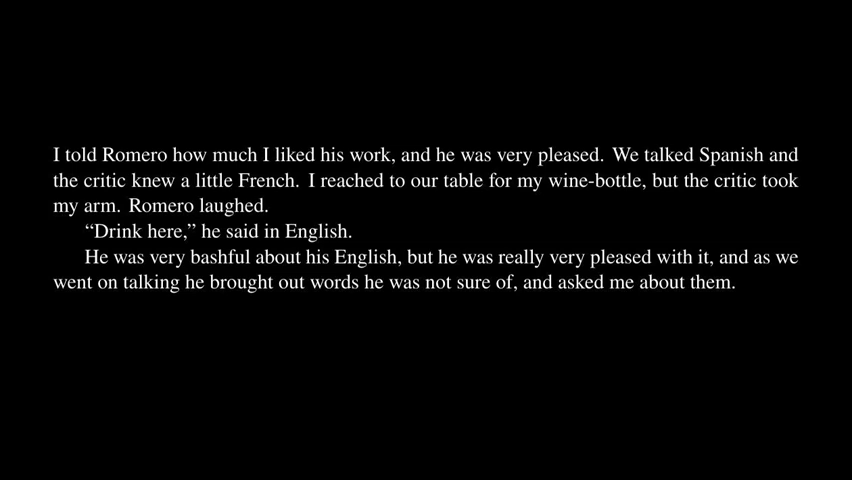 I told Romero how much I liked his work, and he was very pleased. We talked Spanish and
the critic knew a little French. I reached to our table for my wine-bottle, but the critic took
my arm. Romero laughed.
“Drink here,” he said in English.
He was very bashful about his English, but he was really very pleased with it, and as we
went on talking he brought out words he was not sure of, and asked me about them.